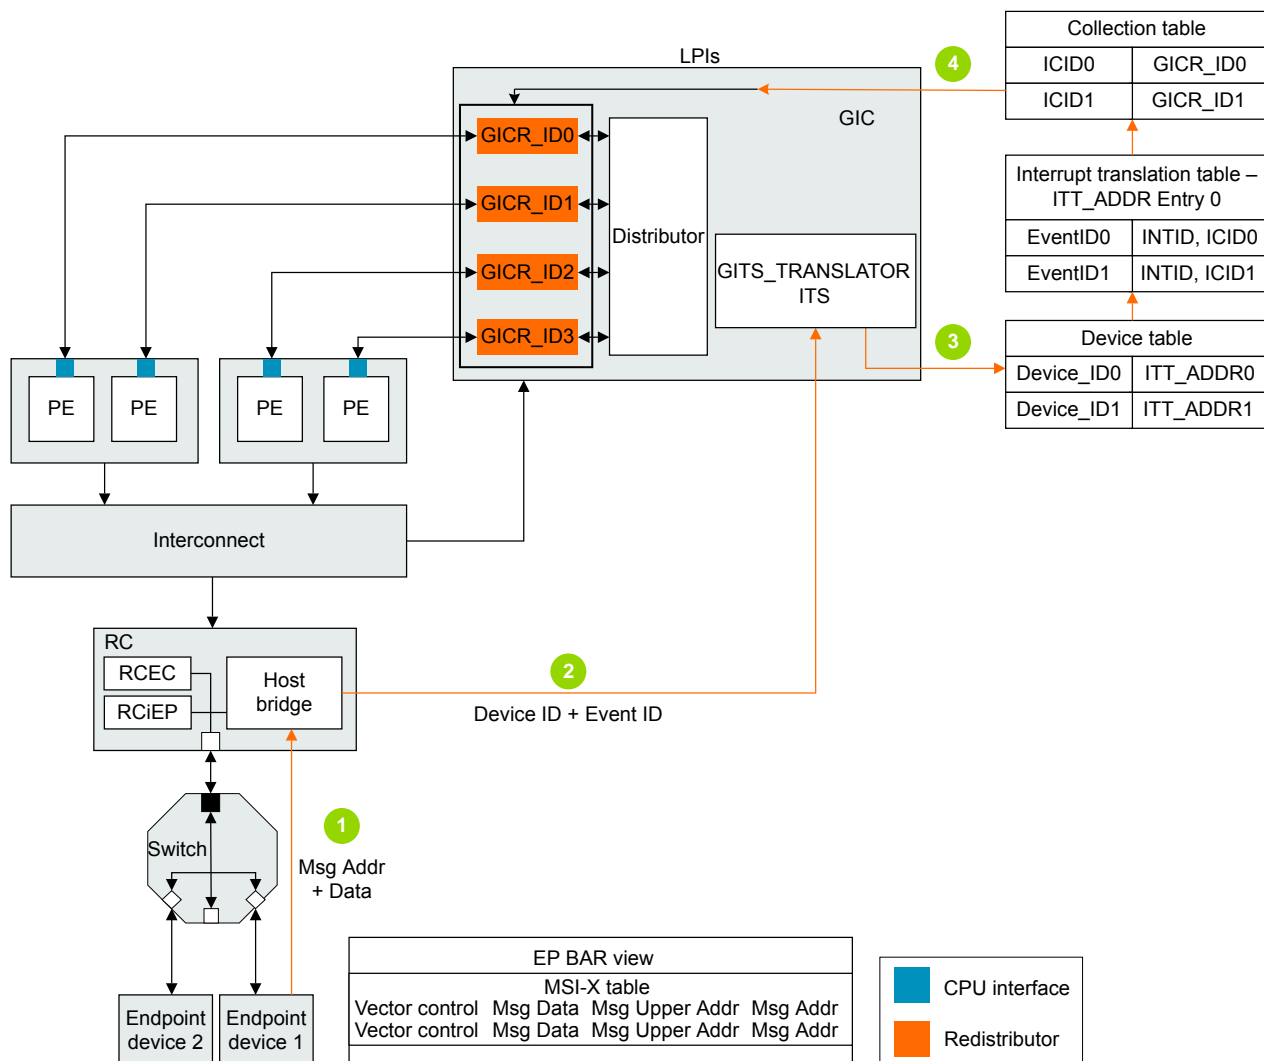 LPIs
4
GIC
GICR_ID0
GICR_ID1
GICR_ID2
GICR_ID3
Distributor
GITS_TRANSLATOR
ITS
Collection table
ICID0 GICR_ID0
ICID1 GICR_ID1
Interrupt translation table –
ITT_ADDR Entry 0
EventID0 INTID, ICID0
EventID1 INTID, ICID1
3
Device table
Device_ID0 ITT_ADDR0
Device_ID1 ITT_ADDR1
PE PE PE PE
Interconnect
RC
RCEC
RCiEP
Host
bridge
2
Device ID + Event ID
1
Msg Addr
+ Data
Switch
Endpoint
device 2
Endpoint
device 1
EP BAR view
MSI-X table
Vector control Msg Data Msg Upper Addr Msg Addr
Vector control Msg Data Msg Upper Addr Msg Addr
CPU interface
Redistributor